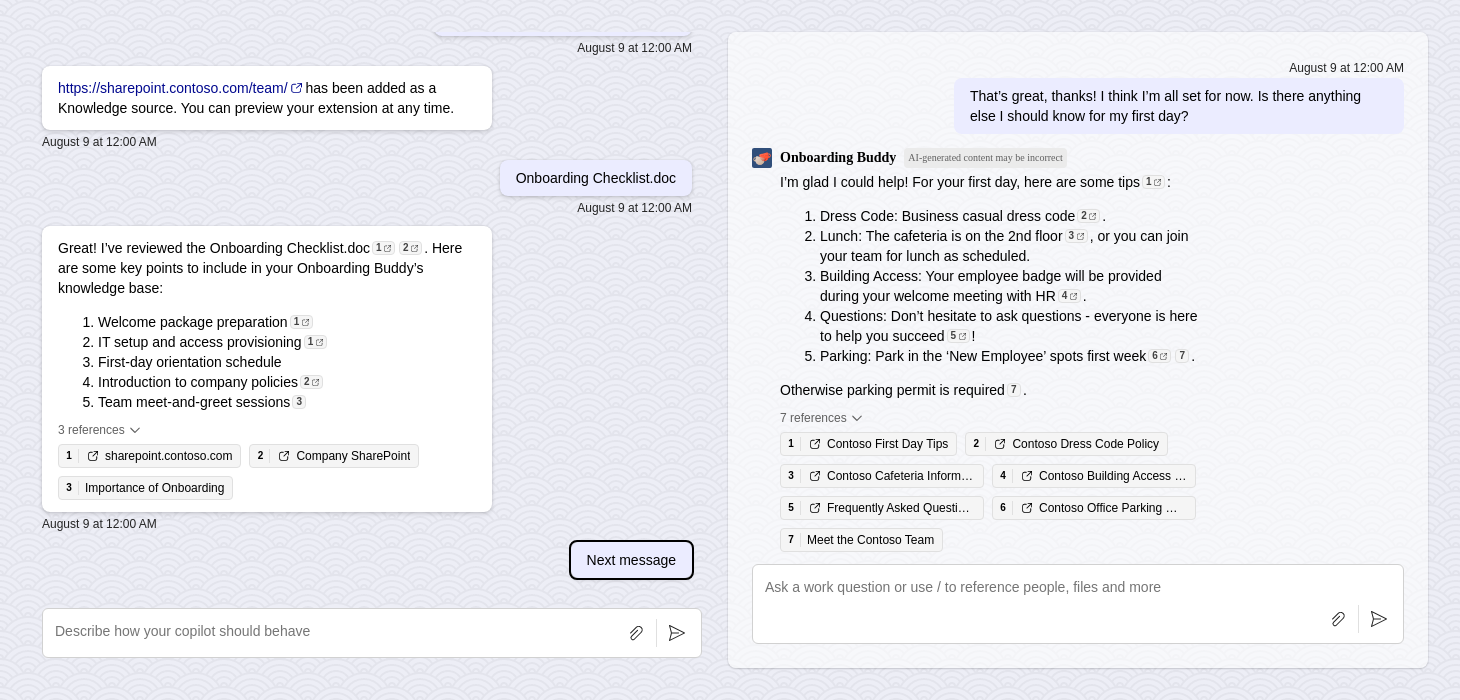 August 9 at 12:00 AM
https://sharepoint.contoso.com/team/ has been added as a
Knowledge source. You can preview your extension at any time.
August 9 at 12:00 AM
Onboarding Checklist.doc
August 9 at 12:00 AM
Great! I’ve reviewed the Onboarding Checklist.doc 1 2 . Here
are some key points to include in your Onboarding Buddy’s
knowledge base:
1. Welcome package preparation 1
2. IT setup and access provisioning 1
3. First-day orientation schedule
4. Introduction to company policies 2
5. Team meet-and-greet sessions 3
3 references
1 sharepoint.contoso.com 2 Company SharePoint
3 Importance of Onboarding
August 9 at 12:00 AM
Next message
Describe how your copilot should behave
August 9 at 12:00 AM
That’s great, thanks! I think I’m all set for now. Is there anything
else I should know for my first day?
Onboarding Buddy AI-generated content may be incorrect
I’m glad I could help! For your first day, here are some tips 1 :
1. Dress Code: Business casual dress code 2 .
2. Lunch: The cafeteria is on the 2nd floor 3 , or you can join
your team for lunch as scheduled.
3. Building Access: Your employee badge will be provided
during your welcome meeting with HR 4 .
4. Questions: Don’t hesitate to ask questions - everyone is here
to help you succeed 5 !
5. Parking: Park in the ‘New Employee’ spots first week 6 7 .
Otherwise parking permit is required 7 .
7 references
1 Contoso First Day Tips 2 Contoso Dress Code Policy
3 Contoso Cafeteria Inform… 4 Contoso Building Access …
5 Frequently Asked Questi… 6 Contoso Office Parking …
7 Meet the Contoso Team
Ask a work question or use / to reference people, files and more